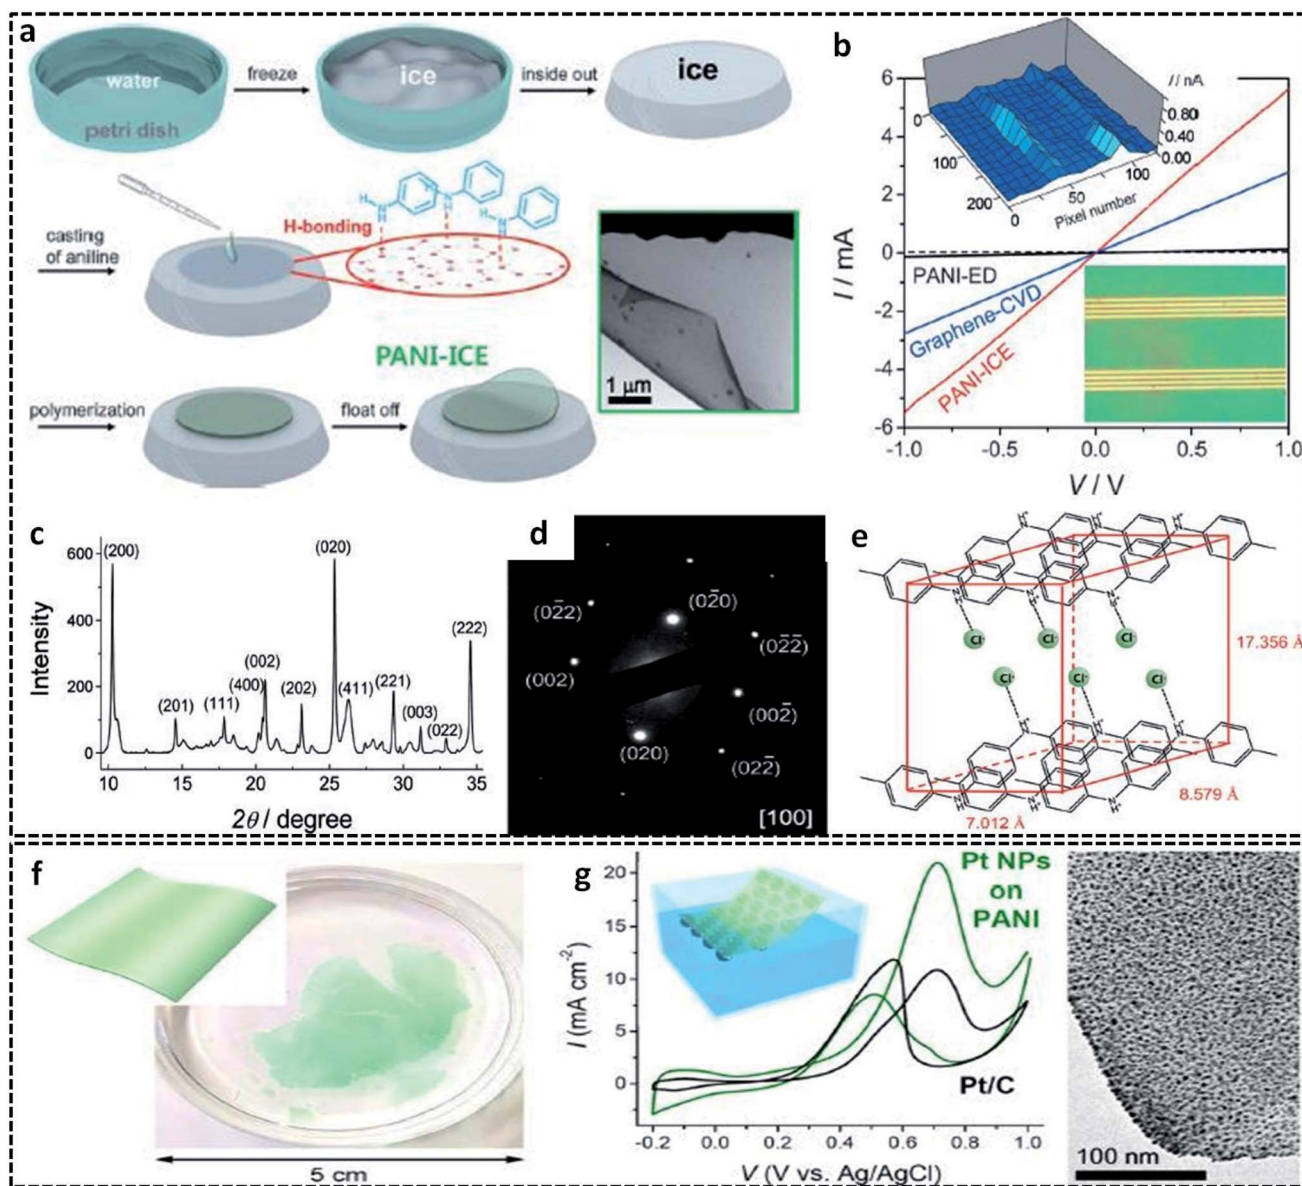 a
water
petri dish
freeze
ice
inside out
ice
casting
of aniline
H-bonding
H
N
H
N
H
N
PANI-ICE
1 μm
polymerization
float off
b
I / mA
6
4
2
0
-2
-4
-6
-1.0
-0.5
0.0
0.5
1.0
V / V
I / nA
0.80
0.40
0.00
0
100
200
0
50
100
Pixel number
PANI-ED
Graphene-CVD
PANI-ICE
c
Intensity
600
400
200
0
(200)
(201)
(111)
(400)
(002)
(202)
(020)
(411)
(221)
(003)
(022)
(222)
10
15
20
25
30
35
2θ / degree
d
(02̅2)
(02̅0)
(02̅2̅)
(002)
(002̅)
(020)
(022̅)
[100]
e
Cl⁻
Cl⁻
Cl⁻
Cl⁻
Cl⁻
Cl⁻
17.356 Å
8.579 Å
7.012 Å
f
5 cm
g
I (mA cm⁻²)
20
15
10
5
0
Pt NPs
on
PANI
Pt/C
-0.2
0.0
0.2
0.4
0.6
0.8
1.0
V (V vs. Ag/AgCl)
100 nm